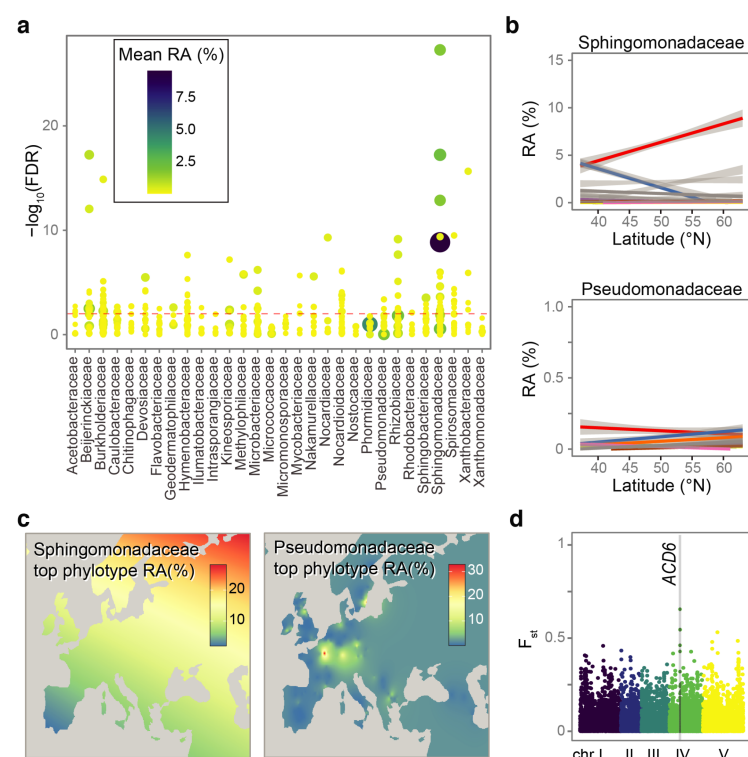 a
Mean RA (%)
7.5
5.0
2.5
−log10(FDR)
20
10
0
Acetobacteraceae
Beijerinckiaceae
Burkholderiaceae
Caulobacteraceae
Chitinophagaceae
Devosiaceae
Flavobacteriaceae
Geodermatophilaceae
Hymenobacteraceae
Ilumatobacteraceae
Intrasporangiaceae
Kineosporiaceae
Methylophilaceae
Microbacteriaceae
Micrococcaceae
Micromonosporaceae
Mycobacteriaceae
Nakamurellaceae
Nocardiaceae
Nocardioidaceae
Nostocaceae
Phormidiaceae
Pseudomonadaceae
Rhizobiaceae
Rhodobacteraceae
Sphingobacteriaceae
Sphingomonadaceae
Spirosomaceae
Xanthobacteraceae
Xanthomonadaceae
b
Sphingomonadaceae
RA (%)
15
10
5
0
40 45 50 55 60
Latitude (°N)
Pseudomonadaceae
RA (%)
1.0
0.5
0
40 45 50 55 60
Latitude (°N)
c
Sphingomonadaceae
top phylotype RA(%)
20
10
Pseudomonadaceae
top phylotype RA(%)
30
20
10
d
Fst
1
0.5
0
ACD6
chr I II III IV V